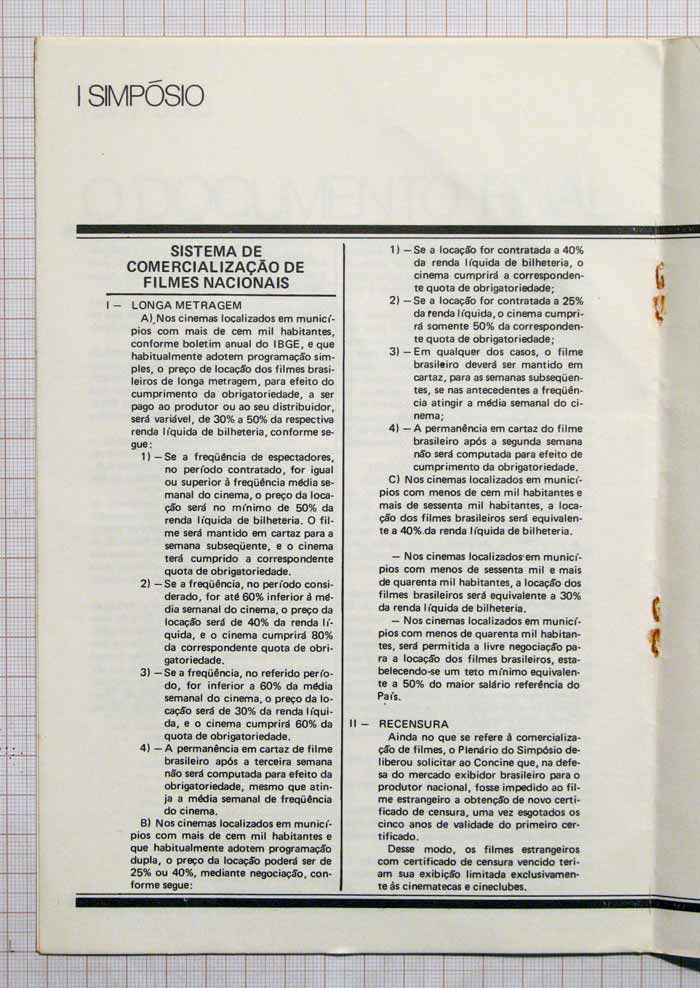 I SIMPÓSIO
SISTEMA DE
COMERCIALIZAÇÃO DE
FILMES NACIONAIS
I — LONGA METRAGEM
A) Nos cinemas localizados em municí-
pios com mais de cem mil habitantes,
conforme boletim anual do IBGE, e que
habitualmente adotem programação sim-
ples, o preço de locação dos filmes brasi-
leiros de longa metragem, para efeito do
cumprimento da obrigatoriedade, a ser
pago ao produtor ou ao seu distribuidor,
será variável, de 30% a 50% da respectiva
renda líquida de bilheteria, conforme se-
gue:
1) — Se a freqüência de espectadores,
no período contratado, for igual
ou superior à freqüência média se-
manal do cinema, o preço da loca-
ção será no mínimo de 50% da
renda líquida de bilheteria. O fil-
me será mantido em cartaz para a
semana subseqüente, e o cinema
terá cumprido a correspondente
quota de obrigatoriedade.
2) — Se a freqüência, no período consi-
derado, for até 60% inferior à mé-
dia semanal do cinema, o preço da
locação será de 40% da renda lí-
quida, e o cinema cumprirá 80%
da correspondente quota de obri-
gatoriedade.
3) — Se a freqüência, no referido perío-
do, for inferior a 60% da média
semanal do cinema, o preço da lo-
cação será de 30% da renda líqui-
da, e o cinema cumprirá 60% da
quota de obrigatoriedade.
4) — A permanência em cartaz de filme
brasileiro após a terceira semana
não será computada para efeito da
obrigatoriedade, mesmo que atin-
ja a média semanal de freqüência
do cinema.
B) Nos cinemas localizados em municí-
pios com mais de cem mil habitantes e
que habitualmente adotem programação
dupla, o preço da locação poderá ser de
25% ou 40%, mediante negociação, con-
forme segue:
1) — Se a locação for contratada a 40%
da renda líquida de bilheteria, o
cinema cumprirá a corresponden-
te quota de obrigatoriedade;
2) — Se a locação for contratada a 25%
da renda líquida, o cinema cumpri-
rá somente 50% da corresponden-
te quota de obrigatoriedade;
3) — Em qualquer dos casos, o filme
brasileiro deverá ser mantido em
cartaz, para as semanas subseqüen-
tes, se nas antecedentes a freqüên-
cia atingir a média semanal do ci-
nema;
4) — A permanência em cartaz do filme
brasileiro após a segunda semana
não será computada para efeito de
cumprimento da obrigatoriedade.
C) Nos cinemas localizados em municí-
pios com menos de cem mil habitantes e
mais de sessenta mil habitantes, a loca-
ção dos filmes brasileiros será equivalen-
te a 40% da renda líquida de bilheteria.
— Nos cinemas localizados em municí-
pios com menos de sessenta mil e mais
de quarenta mil habitantes, a locação dos
filmes brasileiros será equivalente a 30%
da renda líquida de bilheteria.
— Nos cinemas localizados em municí-
pios com menos de quarenta mil habitan-
tes, será permitida a livre negociação pa-
ra a locação dos filmes brasileiros, esta-
belecendo-se um teto mínimo equivalen-
te a 50% do maior salário referência do
País.
II — RECENSURA
Ainda no que se refere à comercializa-
ção de filmes, o Plenário do Simpósio de-
liberou solicitar ao Concine que, na defe-
sa do mercado exibidor brasileiro para o
produtor nacional, fosse impedido ao fil-
me estrangeiro a obtenção de novo certi-
ficado de censura, uma vez esgotados os
cinco anos de validade do primeiro cer-
tificado.
Desse modo, os filmes estrangeiros
com certificado de censura vencido teri-
am sua exibição limitada exclusivamen-
te às cinematecas e cineclubes.